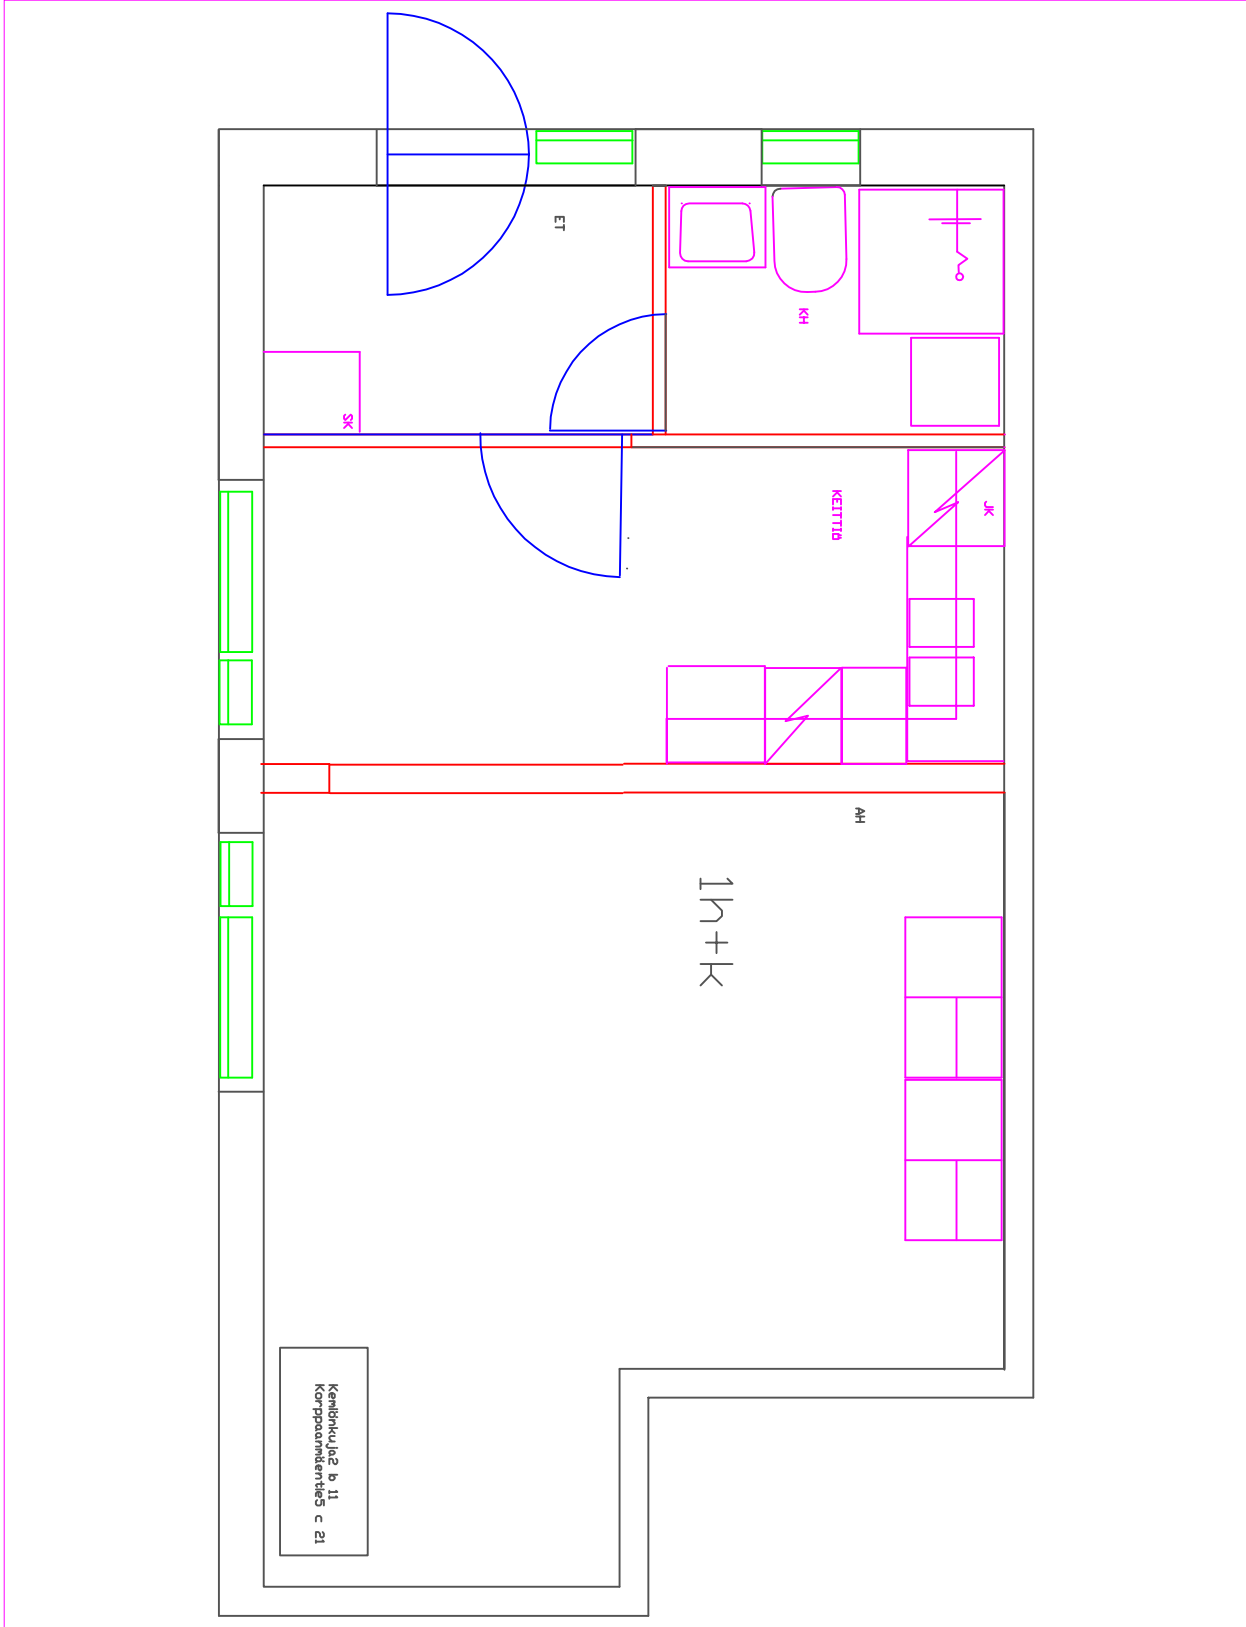 ET
KH
SK
KEITTIÖ
JK
AH
1h+k
Kemiönkuja2 b 11
Korppaanmäentie5 c 21